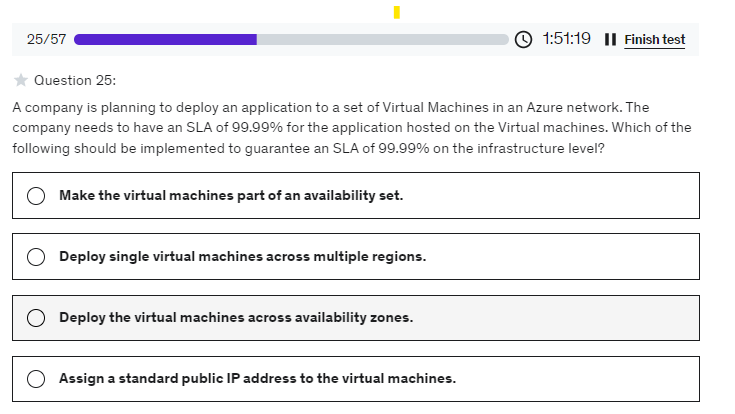 25/57
1:51:19
Finish test
Question 25:
A company is planning to deploy an application to a set of Virtual Machines in an Azure network. The
company needs to have an SLA of 99.99% for the application hosted on the Virtual machines. Which of the
following should be implemented to guarantee an SLA of 99.99% on the infrastructure level?
Make the virtual machines part of an availability set.
Deploy single virtual machines across multiple regions.
Deploy the virtual machines across availability zones.
Assign a standard public IP address to the virtual machines.